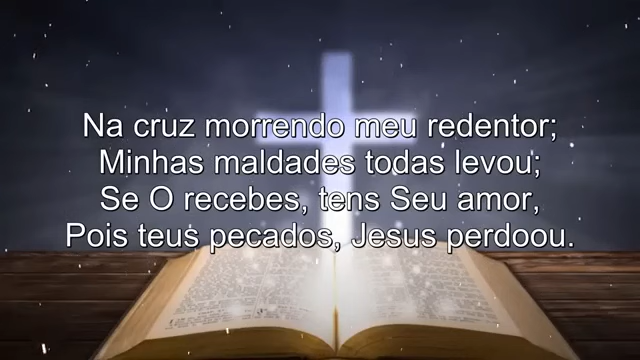 Na cruz morrendo meu redentor;
Minhas maldades todas levou;
Se O recebes, tens Seu amor,
Pois teus pecados, Jesus perdoou.